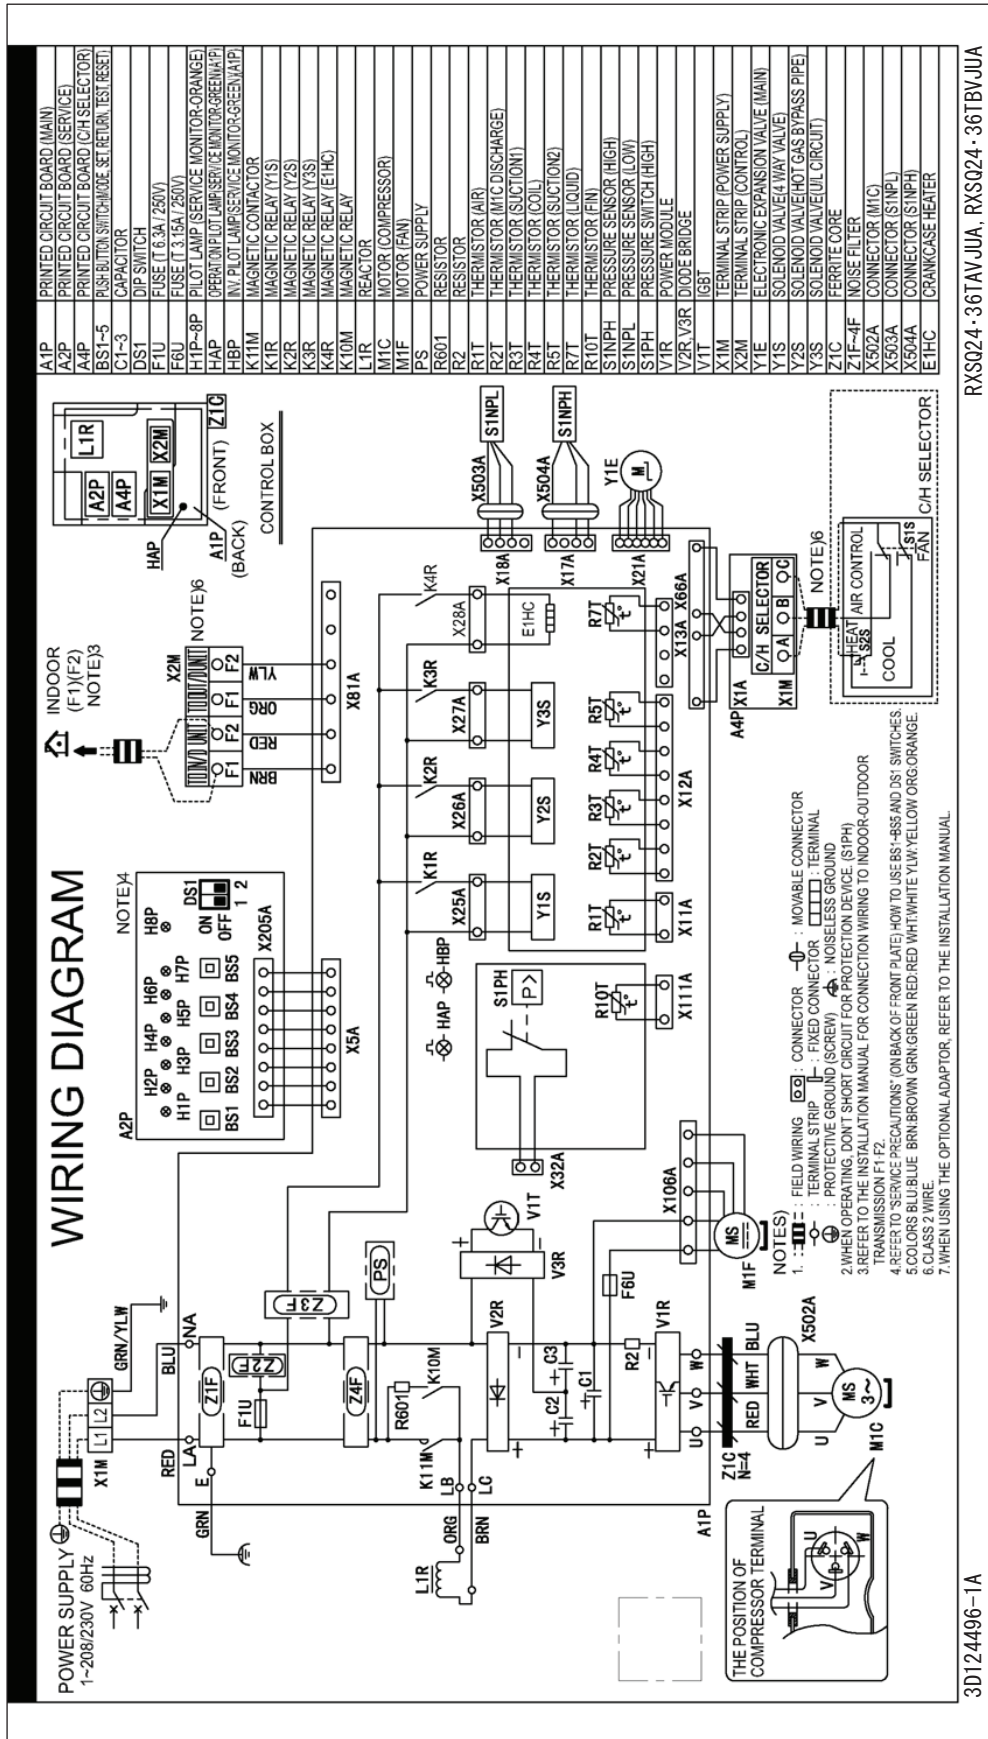 WIRING DIAGRAM
POWER SUPPLY
1~208/230V 60Hz
X1M
L1 L2
GRN/YLW
RED
BLU
LA
NA
E
GRN
Z1F
Z2F
F1U
Z3F
Z4F
PS
R601
K10M
K11M
LB
LC
ORG
BRN
L1R
V2R
V3R
V1T
C2
C3
C1
R2
V1R
F6U
U V W
A1P
Z1C
N=4
RED WHT BLU
X502A
U V W
MS
3~
M1C
X106A
MS
M1F
THE POSITION OF
COMPRESSOR TERMINAL
U
V
W
A2P
NOTE)4
H2P H4P H6P H8P
H1P H3P H5P H7P
BS1 BS2 BS3 BS4 BS5
DS1
ON
OFF
1 2
X205A
X5A
INDOOR
(F1)(F2)
NOTE)3
X2M
NOTE)6
TO IN/D UNIT
TO OUT/D UNIT
F1 F2 F1 F2
BRN RED ORG YLW
X81A
HAP HBP
K1R K2R K3R K4R
X25A X26A X27A X28A
Y1S Y2S Y3S E1HC
S1PH
P>
X32A
R10T
t°
X111A
R1T
t°
X11A
R2T R3T R4T R5T
t° t° t° t°
X12A
R7T
t°
X13A
X66A
X18A
X503A
S1NPL
X17A
X504A
S1NPH
X21A
Y1E
M
A4P
X1A
C/H SELECTOR
X1M
A B C
NOTE)6
HEAT
S2S
COOL
AIR CONTROL
S1S
FAN
C/H SELECTOR
HAP
A2P
A4P
L1R
X1M
X2M
Z1C
A1P
(BACK)
(FRONT)
CONTROL BOX
NOTES)
1. : FIELD WIRING : CONNECTOR : MOVABLE CONNECTOR
: TERMINAL STRIP : FIXED CONNECTOR : TERMINAL
: PROTECTIVE GROUND (SCREW) : NOISELESS GROUND
2.WHEN OPERATING, DON'T SHORT CIRCUIT FOR PROTECTION DEVICE. (S1PH)
3.REFER TO THE INSTALLATION MANUAL FOR CONNECTION WIRING TO INDOOR-OUTDOOR
TRANSMISSION F1·F2.
4.REFER TO "SERVICE PRECAUTIONS" (ON BACK OF FRONT PLATE) HOW TO USE BS1~BS5 AND DS1 SWITCHES.
5.COLORS BLU:BLUE BRN:BROWN GRN:GREEN RED:RED WHT:WHITE YLW:YELLOW ORG:ORANGE.
6.CLASS 2 WIRE.
7.WHEN USING THE OPTIONAL ADAPTOR, REFER TO THE INSTALLATION MANUAL.
A1P PRINTED CIRCUIT BOARD (MAIN)
A2P PRINTED CIRCUIT BOARD (SERVICE)
A4P PRINTED CIRCUIT BOARD (C/H SELECTOR)
BS1~5 PUSH BUTTON SWITCH(MODE, SET, RETURN, TEST, RESET)
C1~3 CAPACITOR
DS1 DIP SWITCH
F1U FUSE (T 6.3A / 250V)
F6U FUSE (T 3.15A / 250V)
H1P~8P PILOT LAMP (SERVICE MONITOR-ORANGE)
HAP OPERATION PILOT LAMP(SERVICE MONITOR-GREEN)(A1P)
HBP INV. PILOT LAMP(SERVICE MONITOR-GREEN)(A1P)
K11M MAGNETIC CONTACTOR
K1R MAGNETIC RELAY (Y1S)
K2R MAGNETIC RELAY (Y2S)
K3R MAGNETIC RELAY (Y3S)
K4R MAGNETIC RELAY (E1HC)
K10M MAGNETIC RELAY
L1R REACTOR
M1C MOTOR (COMPRESSOR)
M1F MOTOR (FAN)
PS POWER SUPPLY
R601 RESISTOR
R2 RESISTOR
R1T THERMISTOR (AIR)
R2T THERMISTOR (M1C DISCHARGE)
R3T THERMISTOR (SUCTION1)
R4T THERMISTOR (COIL)
R5T THERMISTOR (SUCTION2)
R7T THERMISTOR (LIQUID)
R10T THERMISTOR (FIN)
S1NPH PRESSURE SENSOR (HIGH)
S1NPL PRESSURE SENSOR (LOW)
S1PH PRESSURE SWITCH (HIGH)
V1R POWER MODULE
V2R,V3R DIODE BRIDGE
V1T IGBT
X1M TERMINAL STRIP (POWER SUPPLY)
X2M TERMINAL STRIP (CONTROL)
Y1E ELECTRONIC EXPANSION VALVE (MAIN)
Y1S SOLENOID VALVE(4 WAY VALVE)
Y2S SOLENOID VALVE(HOT GAS BYPASS PIPE)
Y3S SOLENOID VALVE(U/L CIRCUIT)
Z1C FERRITE CORE
Z1F~4F NOISE FILTER
X502A CONNECTOR (M1C)
X503A CONNECTOR (S1NPL)
X504A CONNECTOR (S1NPH)
E1HC CRANKCASE HEATER
3D124496-1A
RXSQ24·36TAVJUA, RXSQ24·36TBVJUA